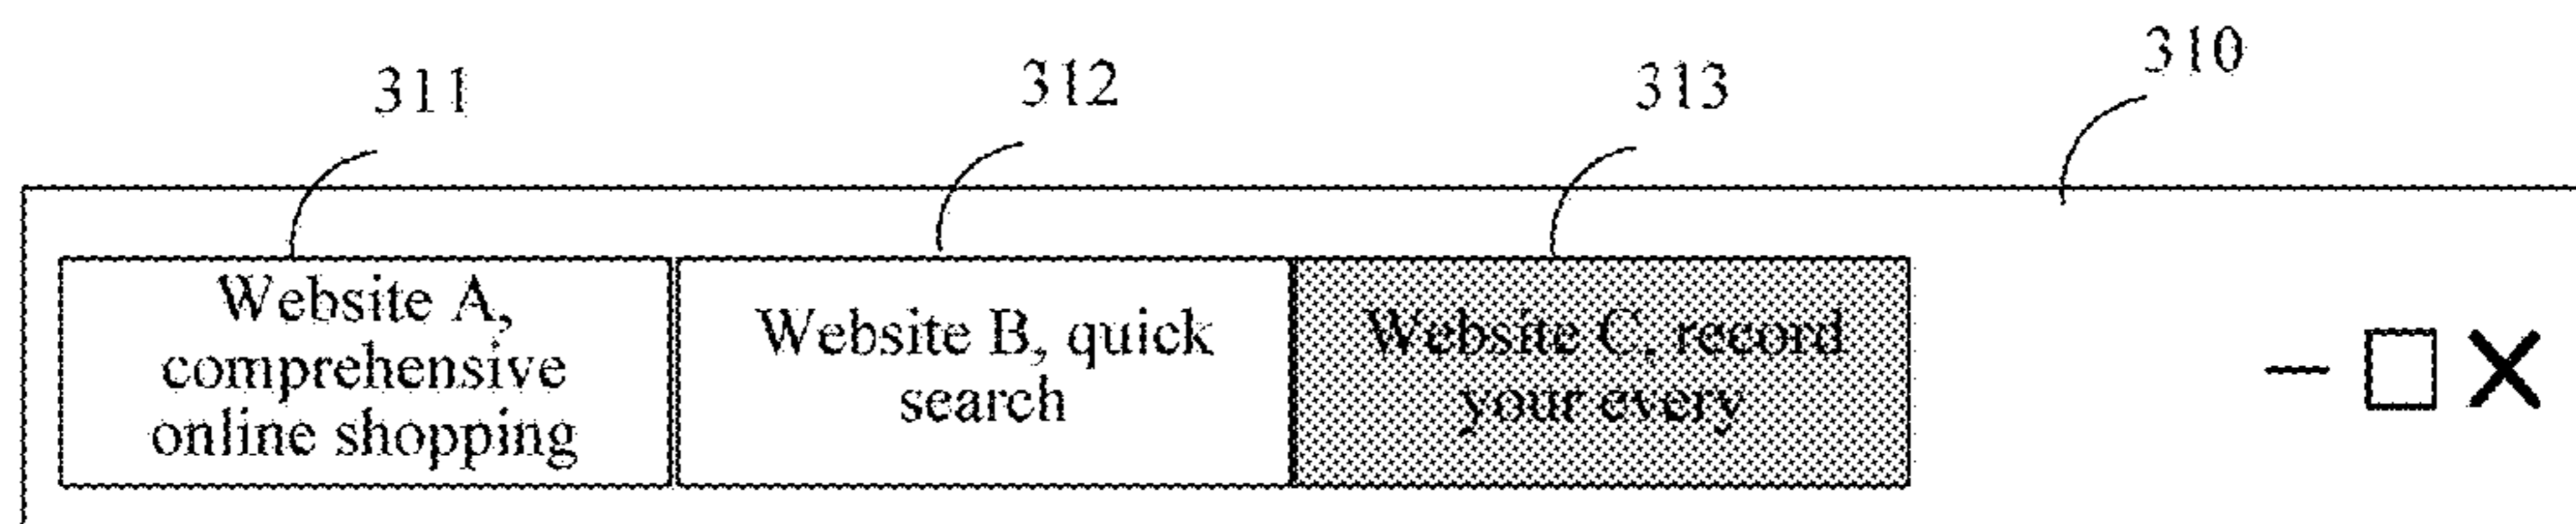 311
312
313
310
Website A,
comprehensive
online shopping
Website B, quick
search
Website C, record
your every